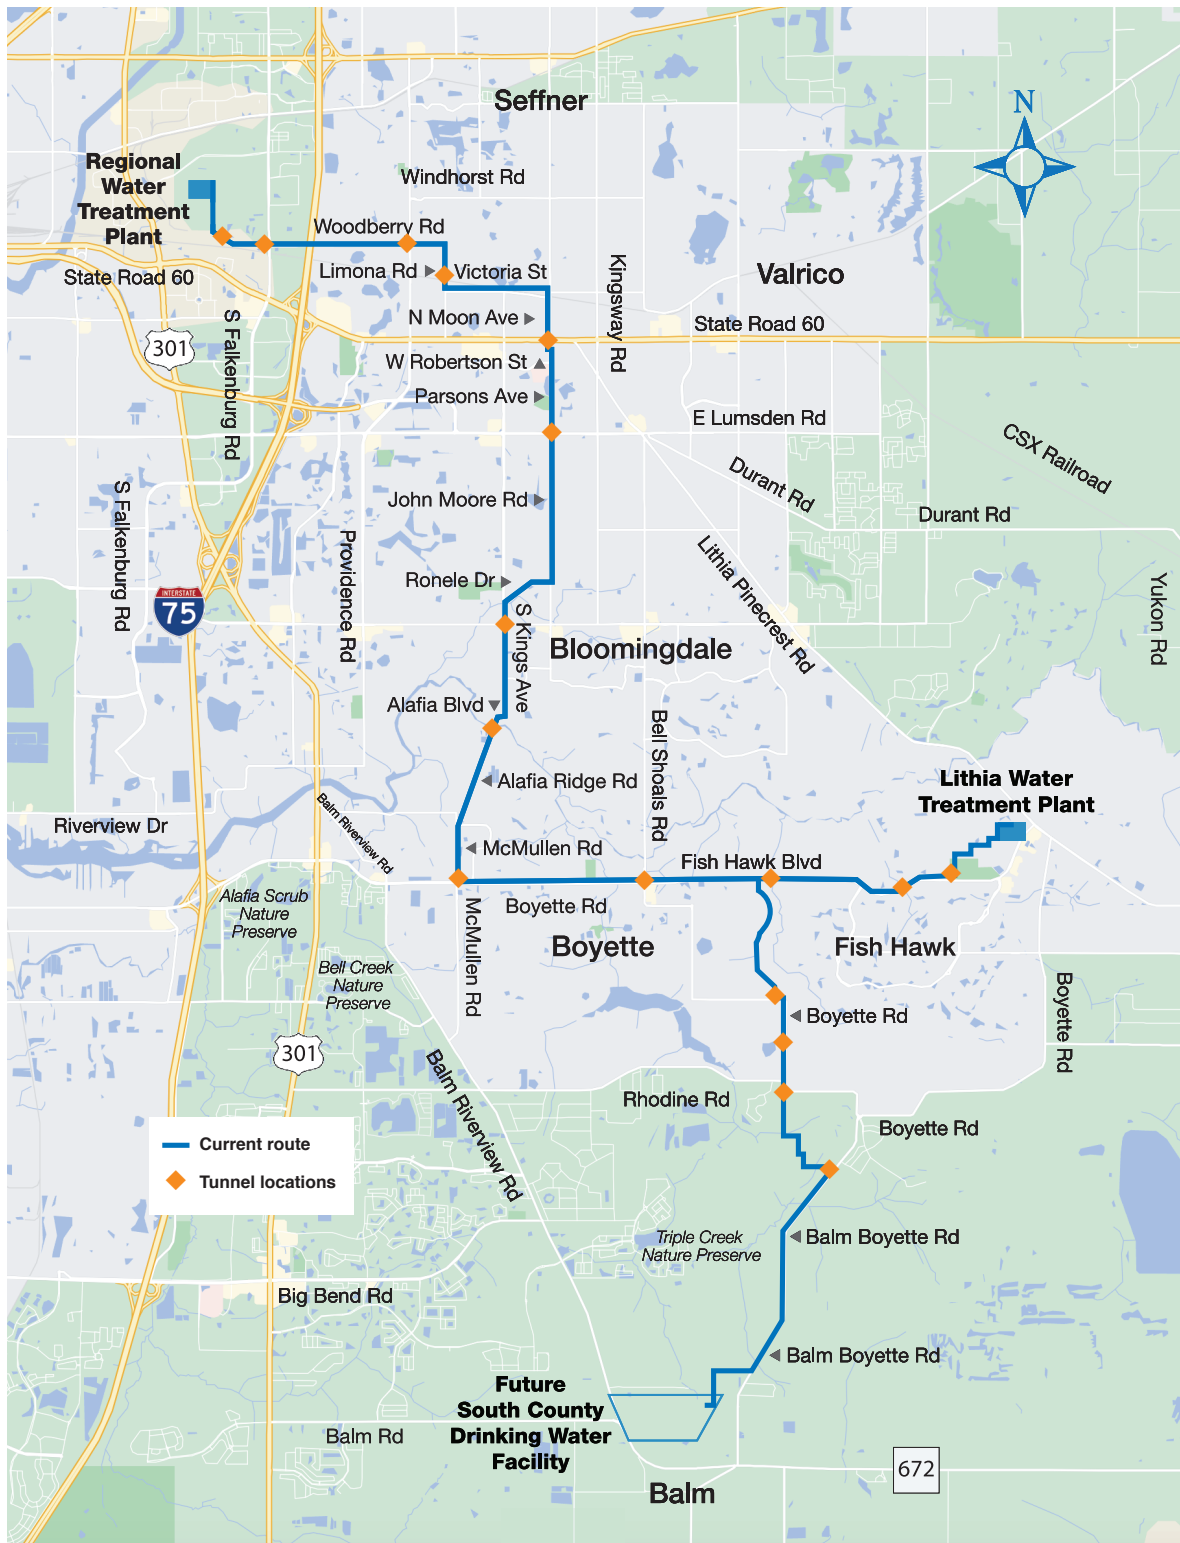 N
Seffner
Regional
Water
Treatment
Plant
Windhorst Rd
Woodberry Rd
Limona Rd
Victoria St
State Road 60
Kingsway Rd
Valrico
N Moon Ave
State Road 60
301
S Falkenburg Rd
W Robertson St
Parsons Ave
E Lumsden Rd
CSX Railroad
Durant Rd
S Falkenburg Rd
John Moore Rd
Durant Rd
Providence Rd
Lithia Pinecrest Rd
Ronele Dr
Yukon Rd
INTERSTATE
75
S Kings Ave
Bloomingdale
Alafia Blvd
Bell Shoals Rd
Alafia Ridge Rd
Lithia Water
Treatment Plant
Riverview Dr
Balm Riverview Rd
McMullen Rd
Fish Hawk Blvd
Alafia Scrub
Nature
Preserve
McMullen Rd
Boyette Rd
Boyette
Fish Hawk
Bell Creek
Nature
Preserve
Boyette Rd
Boyette Rd
301
Balm Riverview Rd
Rhodine Rd
Boyette Rd
Current route
Tunnel locations
Triple Creek
Nature Preserve
Balm Boyette Rd
Big Bend Rd
Balm Boyette Rd
Future
South County
Drinking Water
Facility
Balm Rd
672
Balm